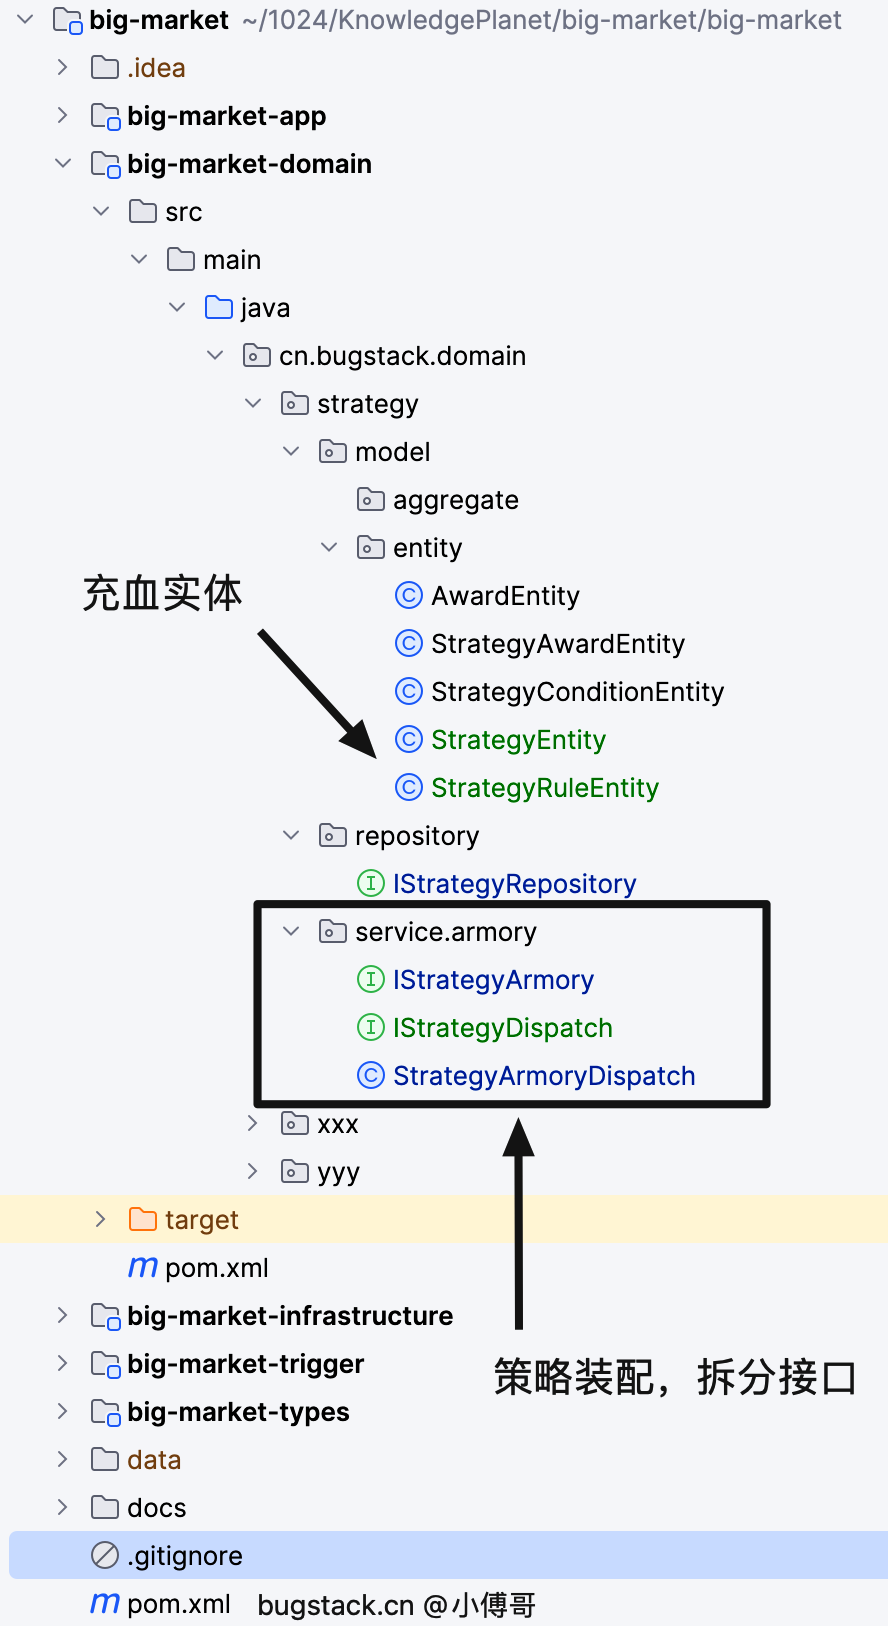 big-market ~/1024/KnowledgePlanet/big-market/big-market
.idea
big-market-app
big-market-domain
src
main
java
cn.bugstack.domain
strategy
model
aggregate
entity
充血实体
AwardEntity
StrategyAwardEntity
StrategyConditionEntity
StrategyEntity
StrategyRuleEntity
repository
IStrategyRepository
service.armory
IStrategyArmory
IStrategyDispatch
StrategyArmoryDispatch
xxx
yyy
target
pom.xml
big-market-infrastructure
big-market-trigger
策略装配，拆分接口
big-market-types
data
docs
.gitignore
pom.xml bugstack.cn @小傅哥